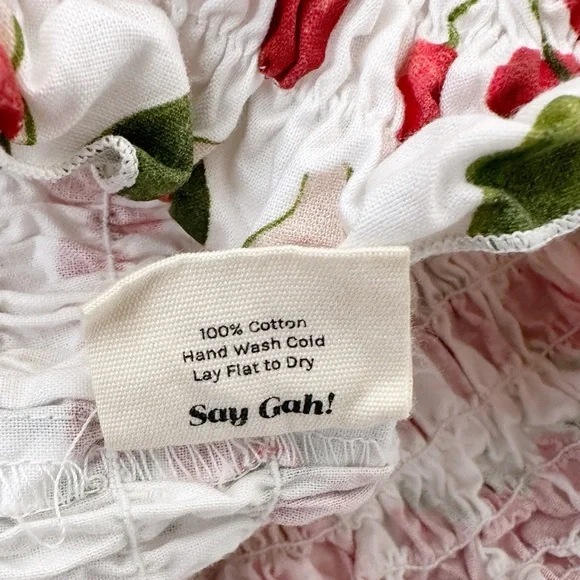 100% Cotton
Hand Wash Cold
Lay Flat to Dry
Say Gah!